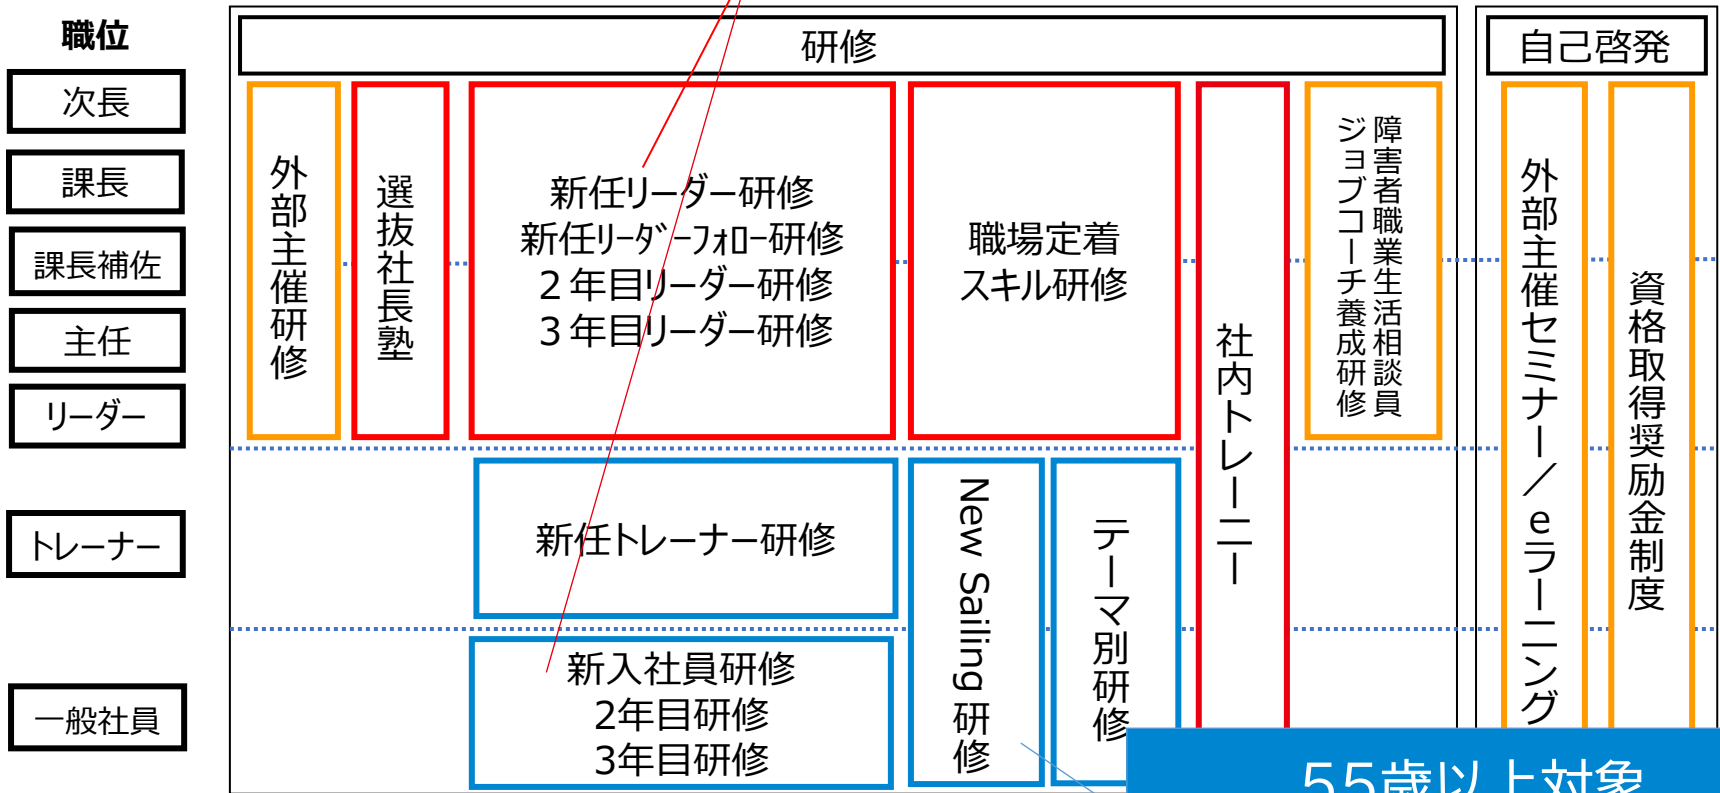 職位
次長
課長
課長補佐
主任
リーダー
トレーナー
一般社員
研修
外部主催研修
選抜社長塾
新任リーダー研修
新任ﾘｰﾀﾞｰﾌｫﾛｰ研修
２年目リーダー研修
３年目リーダー研修
職場定着
スキル研修
社内トレーニー
障害者職業生活相談員
ジョブコーチ養成研修
新任トレーナー研修
New Sailing 研修
テーマ別研修
新入社員研修
2年目研修
3年目研修
自己啓発
外部主催セミナー／eラーニング
資格取得奨励金制度
55歳以上対象